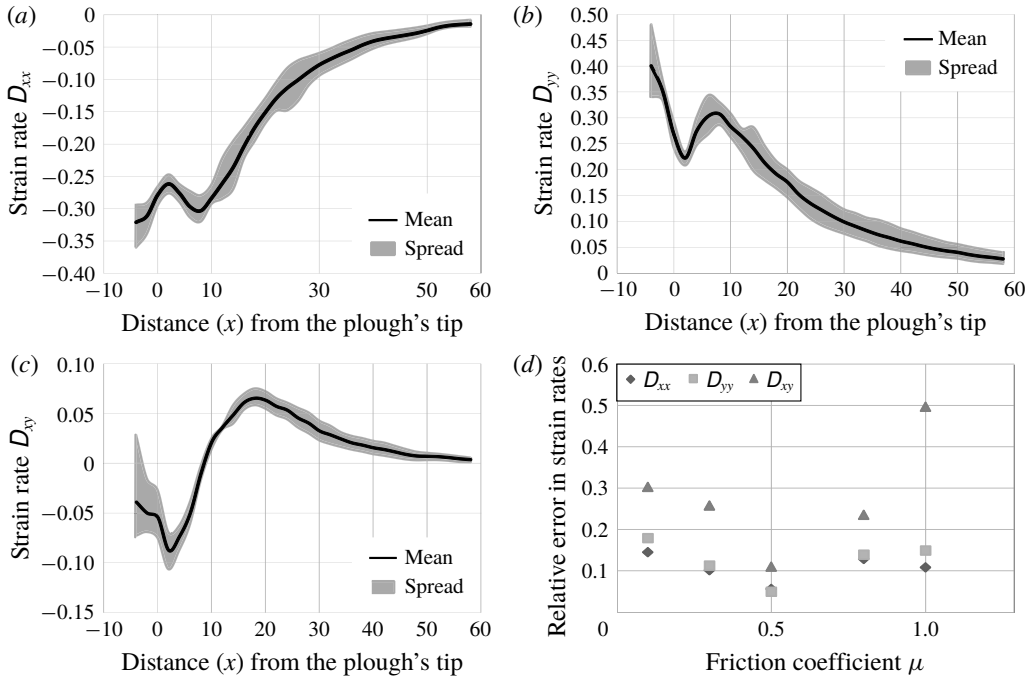 (a)
0
−0.05
−0.10
−0.15
−0.20
−0.25
−0.30
−0.35
−0.40
Strain rate Dxx
Mean
Spread
−10 0 10 30 50 60
Distance (x) from the plough's tip
(b)
0.50
0.45
0.40
0.35
0.30
0.25
0.20
0.15
0.10
0.05
0
Strain rate Dyy
Mean
Spread
−10 0 10 20 30 40 50 60
Distance (x) from the plough's tip
(c)
0.10
0.05
0
−0.05
−0.10
−0.15
Strain rate Dxy
Mean
Spread
−10 0 10 20 30 40 50 60
Distance (x) from the plough's tip
(d)
0.6
0.5
0.4
0.3
0.2
0.1
0
Relative error in strain rates
Dxx Dyy Dxy
0.5 1.0
Friction coefficient μ